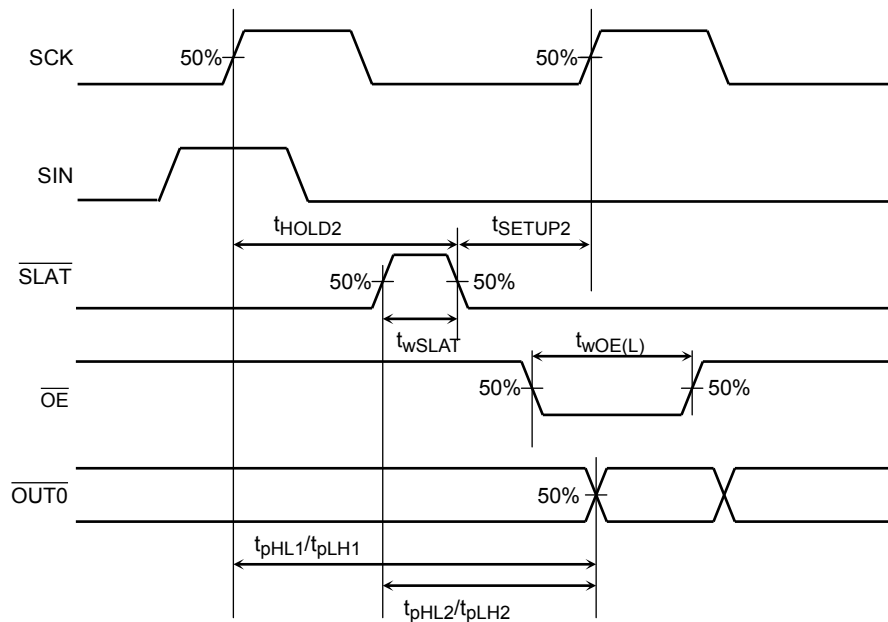 SCK
50%
50%
SIN
tHOLD2
tSETUP2
SLAT
50%
50%
twSLAT
twOE(L)
OE
50%
50%
OUT0
50%
tpHL1/tpLH1
tpHL2/tpLH2